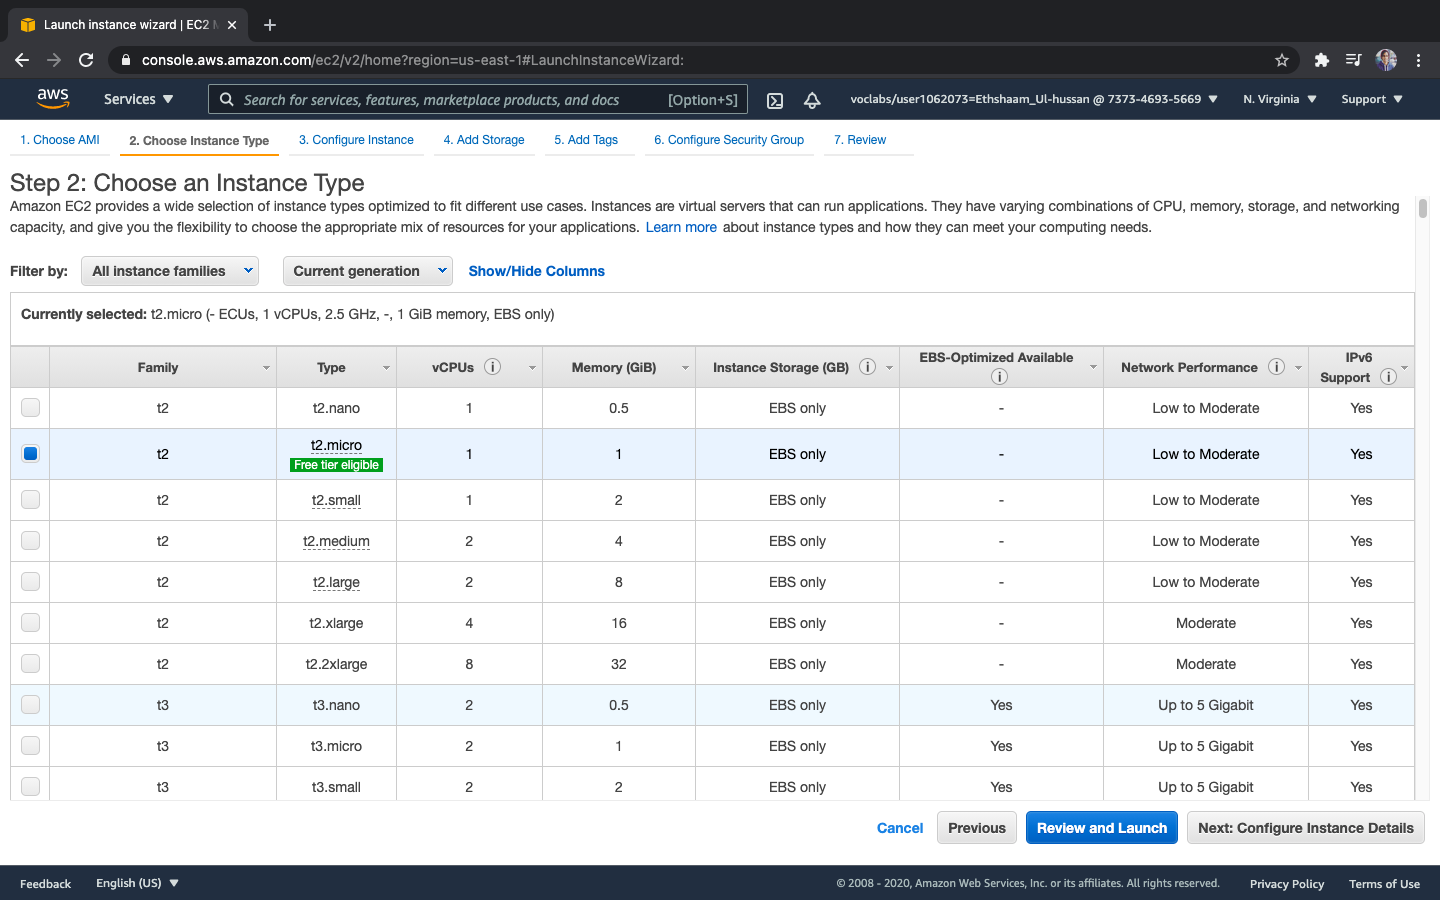 Launch instance wizard | EC2 M
console.aws.amazon.com/ec2/v2/home?region=us-east-1#LaunchInstanceWizard:
aws Services Search for services, features, marketplace products, and docs [Option+S] voclabs/user1062073=Ethshaam_Ul-hussan @ 7373-4693-5669 N. Virginia Support
1. Choose AMI 2. Choose Instance Type 3. Configure Instance 4. Add Storage 5. Add Tags 6. Configure Security Group 7. Review
Step 2: Choose an Instance Type
Amazon EC2 provides a wide selection of instance types optimized to fit different use cases. Instances are virtual servers that can run applications. They have varying combinations of CPU, memory, storage, and networking
capacity, and give you the flexibility to choose the appropriate mix of resources for your applications. Learn more about instance types and how they can meet your computing needs.
Filter by: All instance families Current generation Show/Hide Columns
Currently selected: t2.micro (- ECUs, 1 vCPUs, 2.5 GHz, -, 1 GiB memory, EBS only)
Family Type vCPUs Memory (GiB) Instance Storage (GB) EBS-Optimized Available Network Performance IPv6 Support
t2 t2.nano 1 0.5 EBS only - Low to Moderate Yes
t2 t2.micro Free tier eligible 1 1 EBS only - Low to Moderate Yes
t2 t2.small 1 2 EBS only - Low to Moderate Yes
t2 t2.medium 2 4 EBS only - Low to Moderate Yes
t2 t2.large 2 8 EBS only - Low to Moderate Yes
t2 t2.xlarge 4 16 EBS only - Moderate Yes
t2 t2.2xlarge 8 32 EBS only - Moderate Yes
t3 t3.nano 2 0.5 EBS only Yes Up to 5 Gigabit Yes
t3 t3.micro 2 1 EBS only Yes Up to 5 Gigabit Yes
t3 t3.small 2 2 EBS only Yes Up to 5 Gigabit Yes
Cancel Previous Review and Launch Next: Configure Instance Details
Feedback English (US) © 2008 - 2020, Amazon Web Services, Inc. or its affiliates. All rights reserved. Privacy Policy Terms of Use